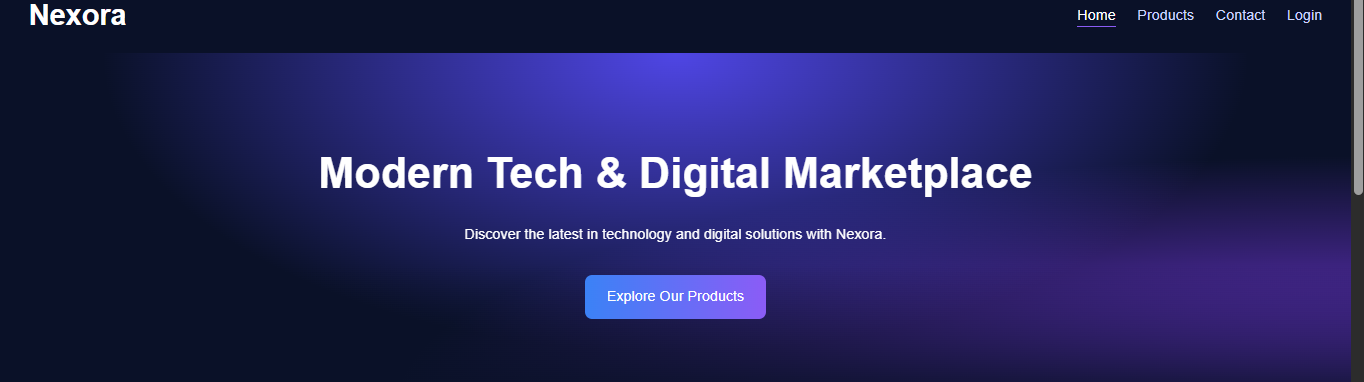 Nexora
Home Products Contact Login
Modern Tech & Digital Marketplace
Discover the latest in technology and digital solutions with Nexora.
Explore Our Products